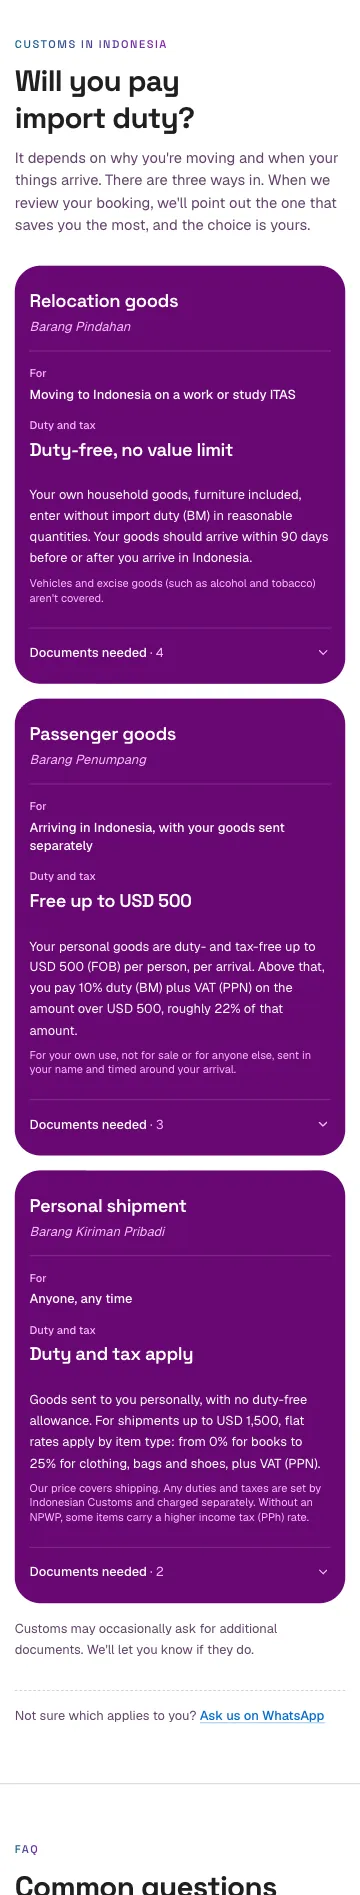 CUSTOMS IN INDONESIA
Will you pay
import duty?
It depends on why you're moving and when your
things arrive. There are three ways in. When we
review your booking, we'll point out the one that
saves you the most, and the choice is yours.
Relocation goods
Barang Pindahan
For
Moving to Indonesia on a work or study ITAS
Duty and tax
Duty-free, no value limit
Your own household goods, furniture included,
enter without import duty (BM) in reasonable
quantities. Your goods should arrive within 90 days
before or after you arrive in Indonesia.
Vehicles and excise goods (such as alcohol and tobacco)
aren't covered.
Documents needed · 4
Passenger goods
Barang Penumpang
For
Arriving in Indonesia, with your goods sent
separately
Duty and tax
Free up to USD 500
Your personal goods are duty- and tax-free up to
USD 500 (FOB) per person, per arrival. Above that,
you pay 10% duty (BM) plus VAT (PPN) on the
amount over USD 500, roughly 22% of that
amount.
For your own use, not for sale or for anyone else, sent in
your name and timed around your arrival.
Documents needed · 3
Personal shipment
Barang Kiriman Pribadi
For
Anyone, any time
Duty and tax
Duty and tax apply
Goods sent to you personally, with no duty-free
allowance. For shipments up to USD 1,500, flat
rates apply by item type: from 0% for books to
25% for clothing, bags and shoes, plus VAT (PPN).
Our price covers shipping. Any duties and taxes are set by
Indonesian Customs and charged separately. Without an
NPWP, some items carry a higher income tax (PPh) rate.
Documents needed · 2
Customs may occasionally ask for additional
documents. We'll let you know if they do.
Not sure which applies to you? Ask us on WhatsApp
FAQ
Common questions